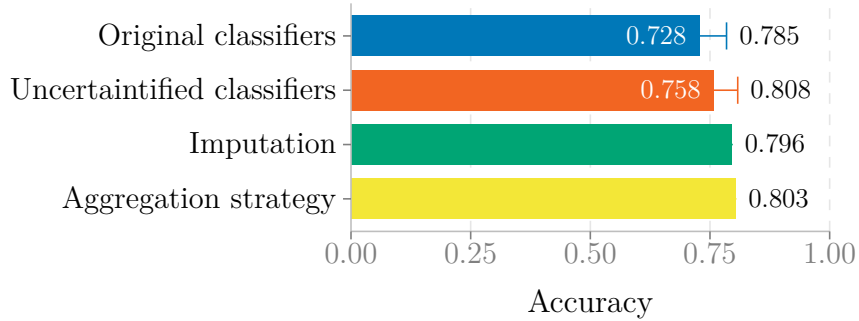 Original classifiers 0.728 0.785
Uncertaintified classifiers 0.758 0.808
Imputation 0.796
Aggregation strategy 0.803
0.00 0.25 0.50 0.75 1.00
Accuracy